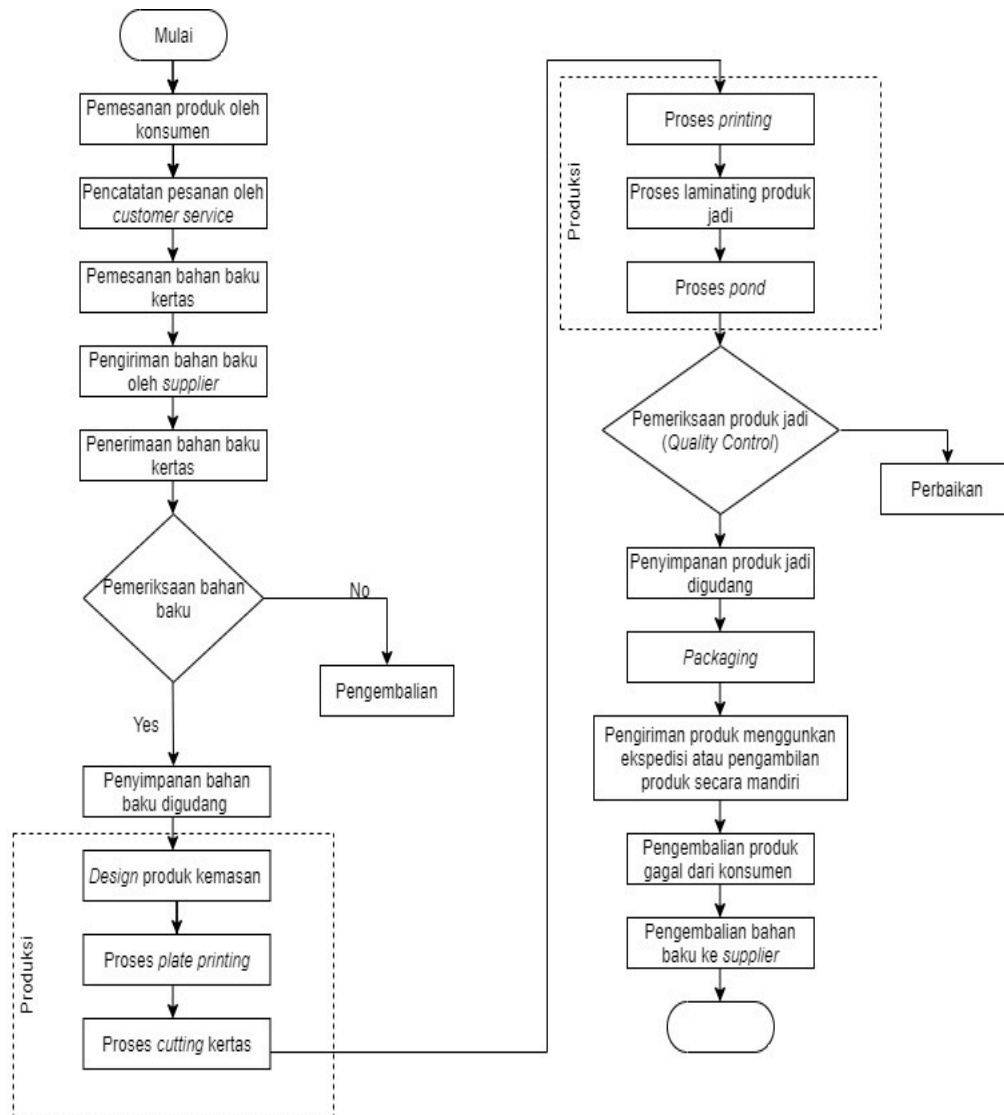 Mulai
Pemesanan produk oleh
konsumen
Pencatatan pesanan oleh
customer service
Pemesanan bahan baku
kertas
Pengiriman bahan baku
oleh supplier
Penerimaan bahan baku
kertas
Pemeriksaan bahan
baku
No
Pengembalian
Yes
Penyimpanan bahan
baku digudang
Produksi
Design produk kemasan
Proses plate printing
Proses cutting kertas
Produksi
Proses printing
Proses laminating produk
jadi
Proses pond
Pemeriksaan produk jadi
(Quality Control)
Perbaikan
Penyimpanan produk jadi
digudang
Packaging
Pengiriman produk menggunkan
ekspedisi atau pengambilan
produk secara mandiri
Pengembalian produk
gagal dari konsumen
Pengembalian bahan
baku ke supplier